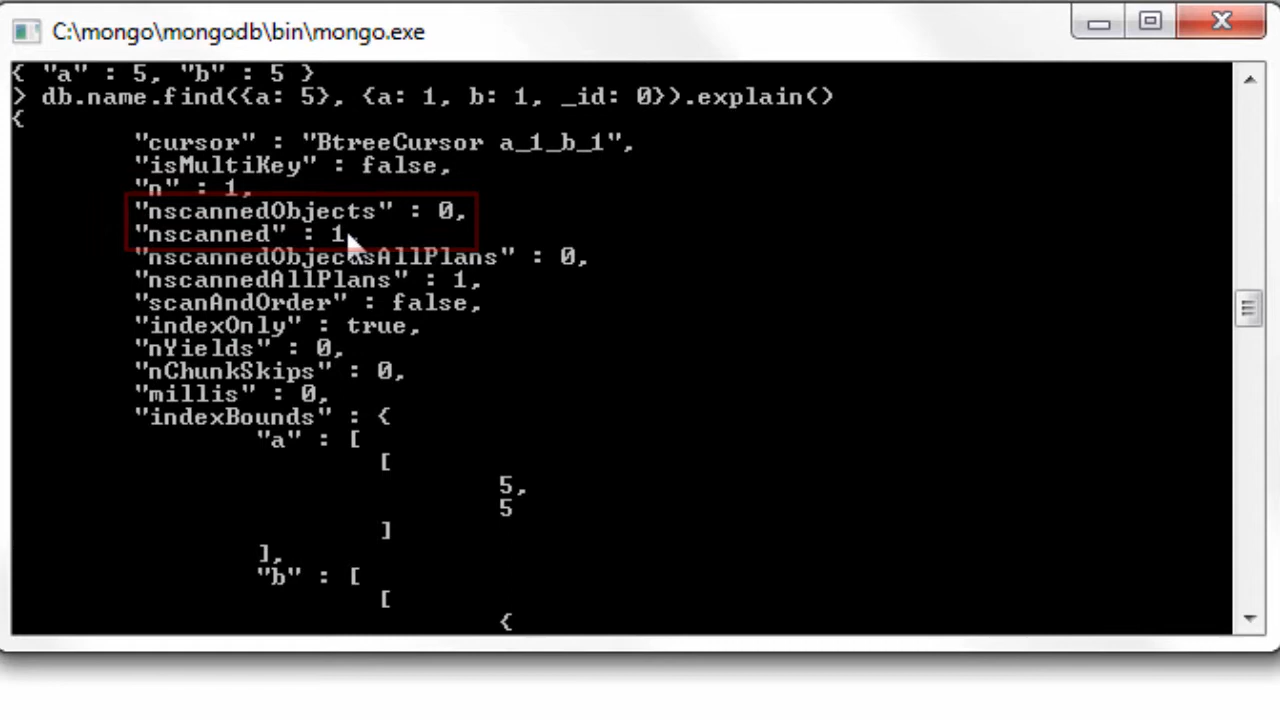 C:\mongo\mongodb\bin\mongo.exe
{ "a" : 5, "b" : 5 }
> db.name.find({a: 5}, {a: 1, b: 1, _id: 0}).explain()
{
"cursor" : "BtreeCursor a_1_b_1",
"isMultiKey" : false,
"n" : 1,
"nscannedObjects" : 0,
"nscanned" : 1,
"nscannedObjectsAllPlans" : 0,
"nscannedAllPlans" : 1,
"scanAndOrder" : false,
"indexOnly" : true,
"nYields" : 0,
"nChunkSkips" : 0,
"millis" : 0,
"indexBounds" : {
"a" : [
[
5,
5
]
],
"b" : [
[
{